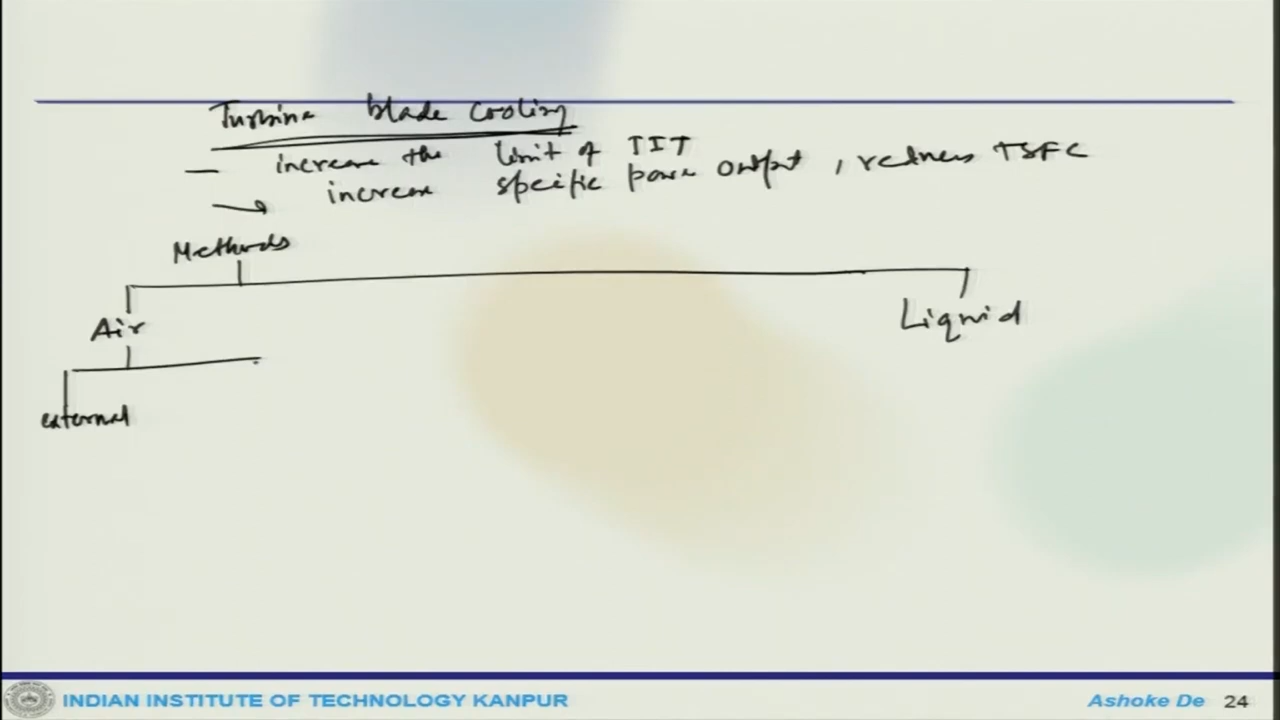 Turbine blade cooling
— increase the limit of TIT
→ increase specific power output, reduces TSFC
Methods
Air Liquid
external
INDIAN INSTITUTE OF TECHNOLOGY KANPUR Ashoke De 24